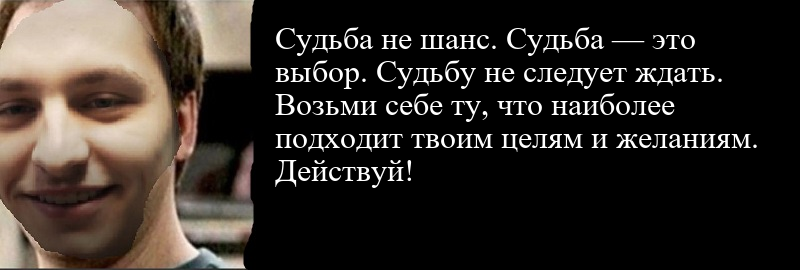 Судьба не шанс. Судьба — это
выбор. Судьбу не следует ждать.
Возьми себе ту, что наиболее
подходит твоим целям и желаниям.
Действуй!